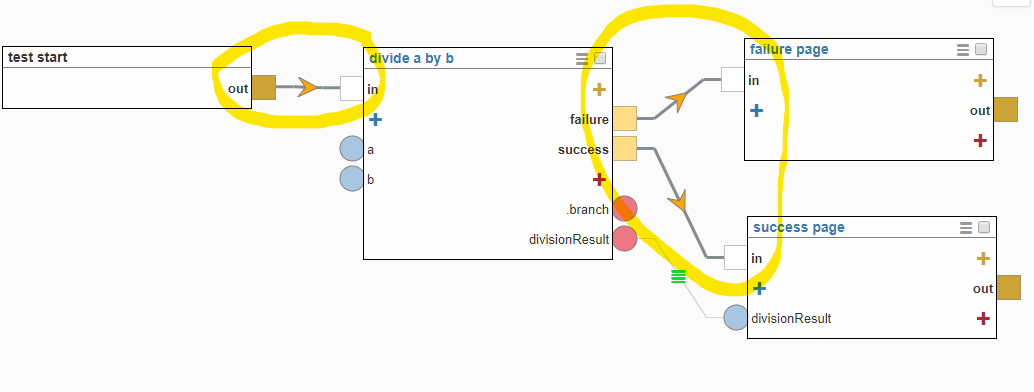 test start
out
divide a by b
in
failure
a
success
b
.branch
divisionResult
failure page
in
out
success page
in
out
divisionResult